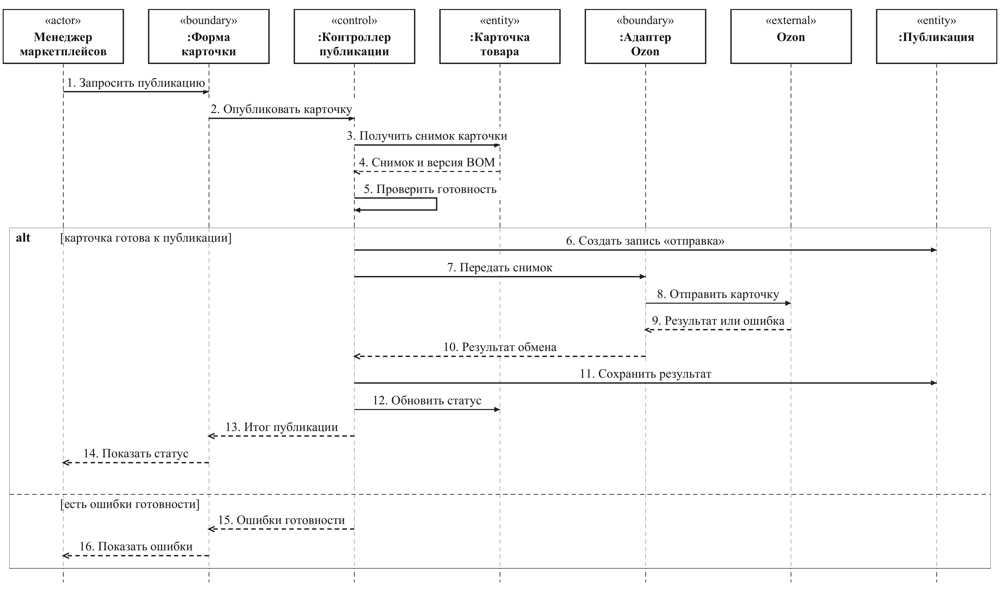 «actor»
Менеджер
маркетплейсов
«boundary»
:Форма
карточки
«control»
:Контроллер
публикации
«entity»
:Карточка
товара
«boundary»
:Адаптер
Ozon
«external»
Ozon
«entity»
:Публикация
1. Запросить публикацию
2. Опубликовать карточку
3. Получить снимок карточки
4. Снимок и версия BOM
5. Проверить готовность
alt [карточка готова к публикации]
6. Создать запись «отправка»
7. Передать снимок
8. Отправить карточку
9. Результат или ошибка
10. Результат обмена
11. Сохранить результат
12. Обновить статус
13. Итог публикации
14. Показать статус
[есть ошибки готовности]
15. Ошибки готовности
16. Показать ошибки